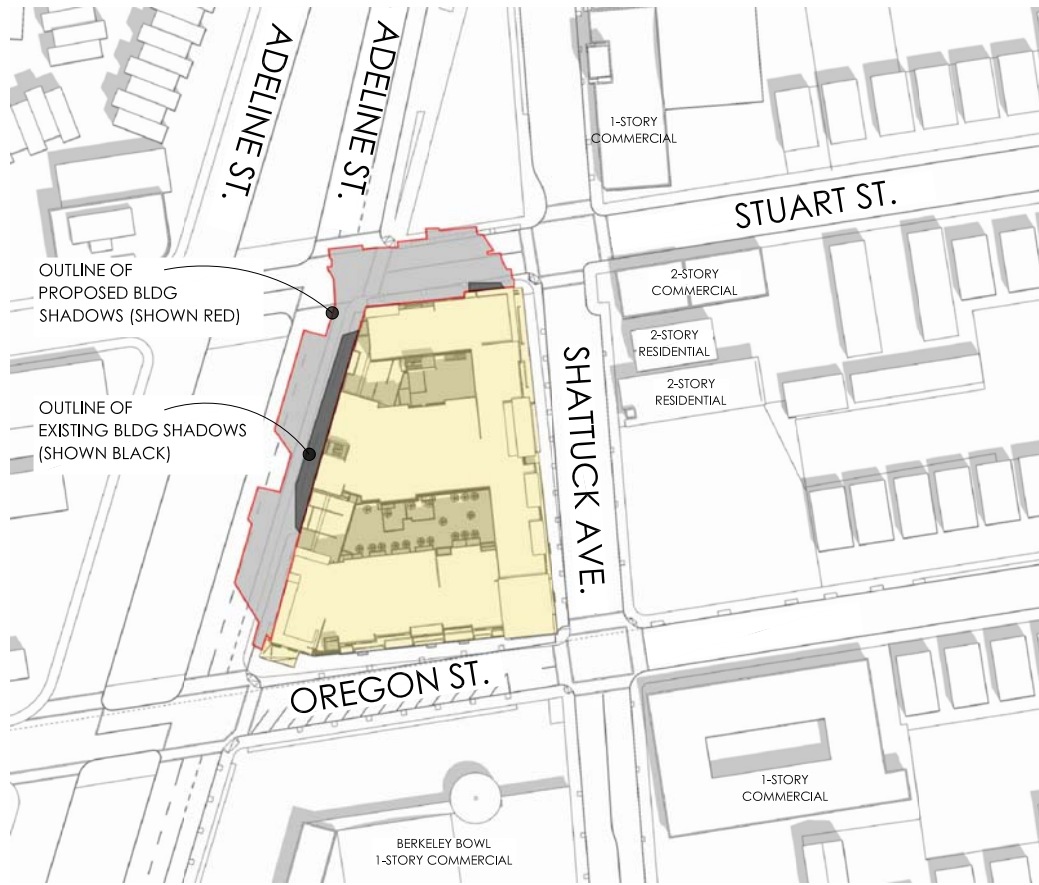 ADELINE ST.
ADELINE ST.
1-STORY
COMMERCIAL
STUART ST.
OUTLINE OF
PROPOSED BLDG
SHADOWS (SHOWN RED)
2-STORY
COMMERCIAL
2-STORY
RESIDENTIAL
2-STORY
RESIDENTIAL
SHATTUCK AVE.
OUTLINE OF
EXISTING BLDG SHADOWS
(SHOWN BLACK)
OREGON ST.
1-STORY
COMMERCIAL
BERKELEY BOWL
1-STORY COMMERCIAL